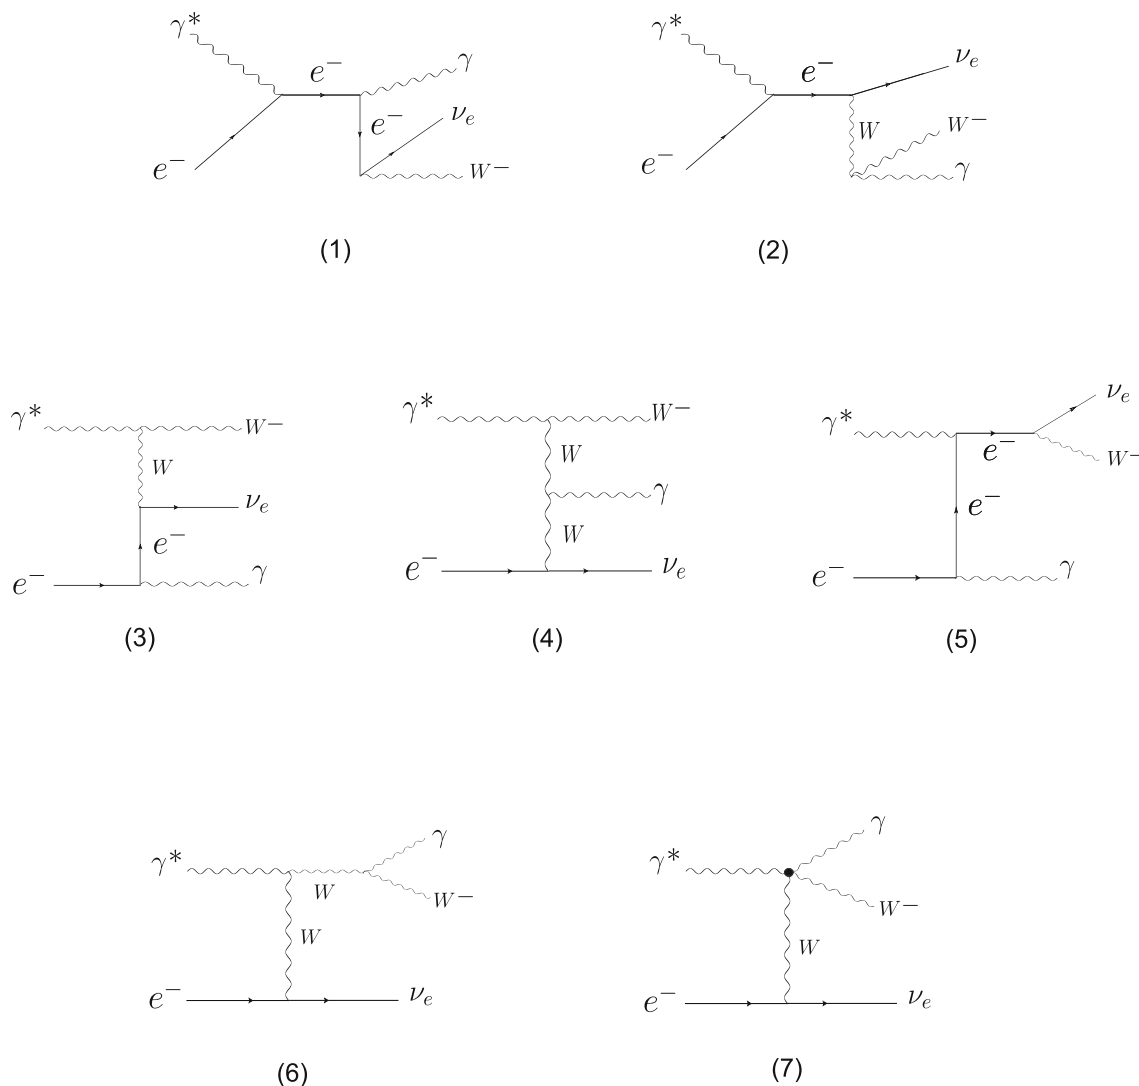 γ* e⁻ γ γ* e⁻ ν_e
e⁻ ν_e W W⁻
e⁻ W⁻ e⁻ γ
(1) (2)
γ* W⁻ γ* W⁻ ν_e
γ* e⁻ W⁻
W W
ν_e γ e⁻
e⁻ W
e⁻ γ e⁻ ν_e e⁻ γ
(3) (4) (5)
γ γ
γ* W W⁻ γ* W⁻
W W
e⁻ ν_e e⁻ ν_e
(6) (7)